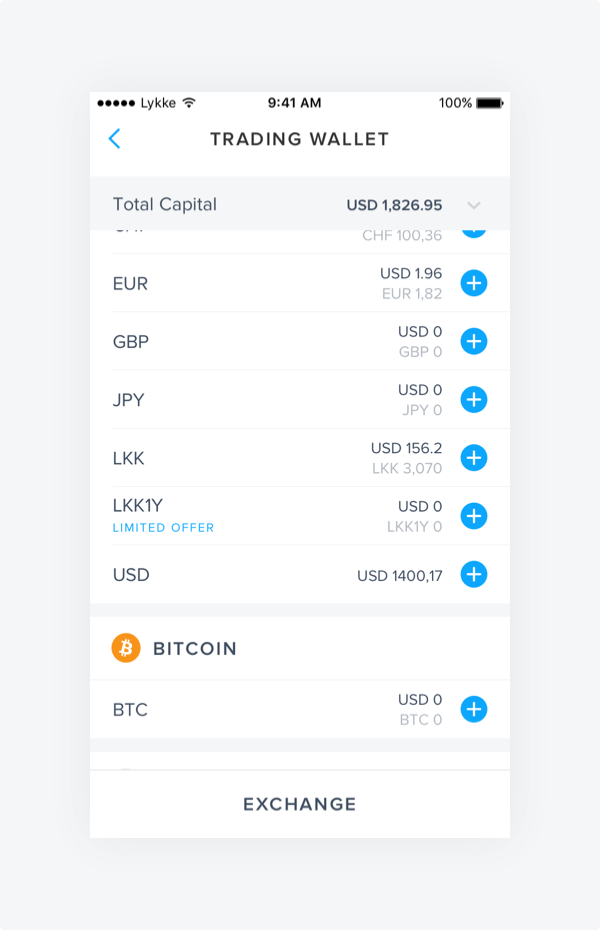 Lykke
9:41 AM
100%
TRADING WALLET
Total Capital
USD 1,826.95
CHF 100,36
EUR
USD 1.96
EUR 1,82
GBP
USD 0
GBP 0
JPY
USD 0
JPY 0
LKK
USD 156.2
LKK 3,070
LKK1Y
LIMITED OFFER
USD 0
LKK1Y 0
USD
USD 1400,17
BITCOIN
BTC
USD 0
BTC 0
EXCHANGE